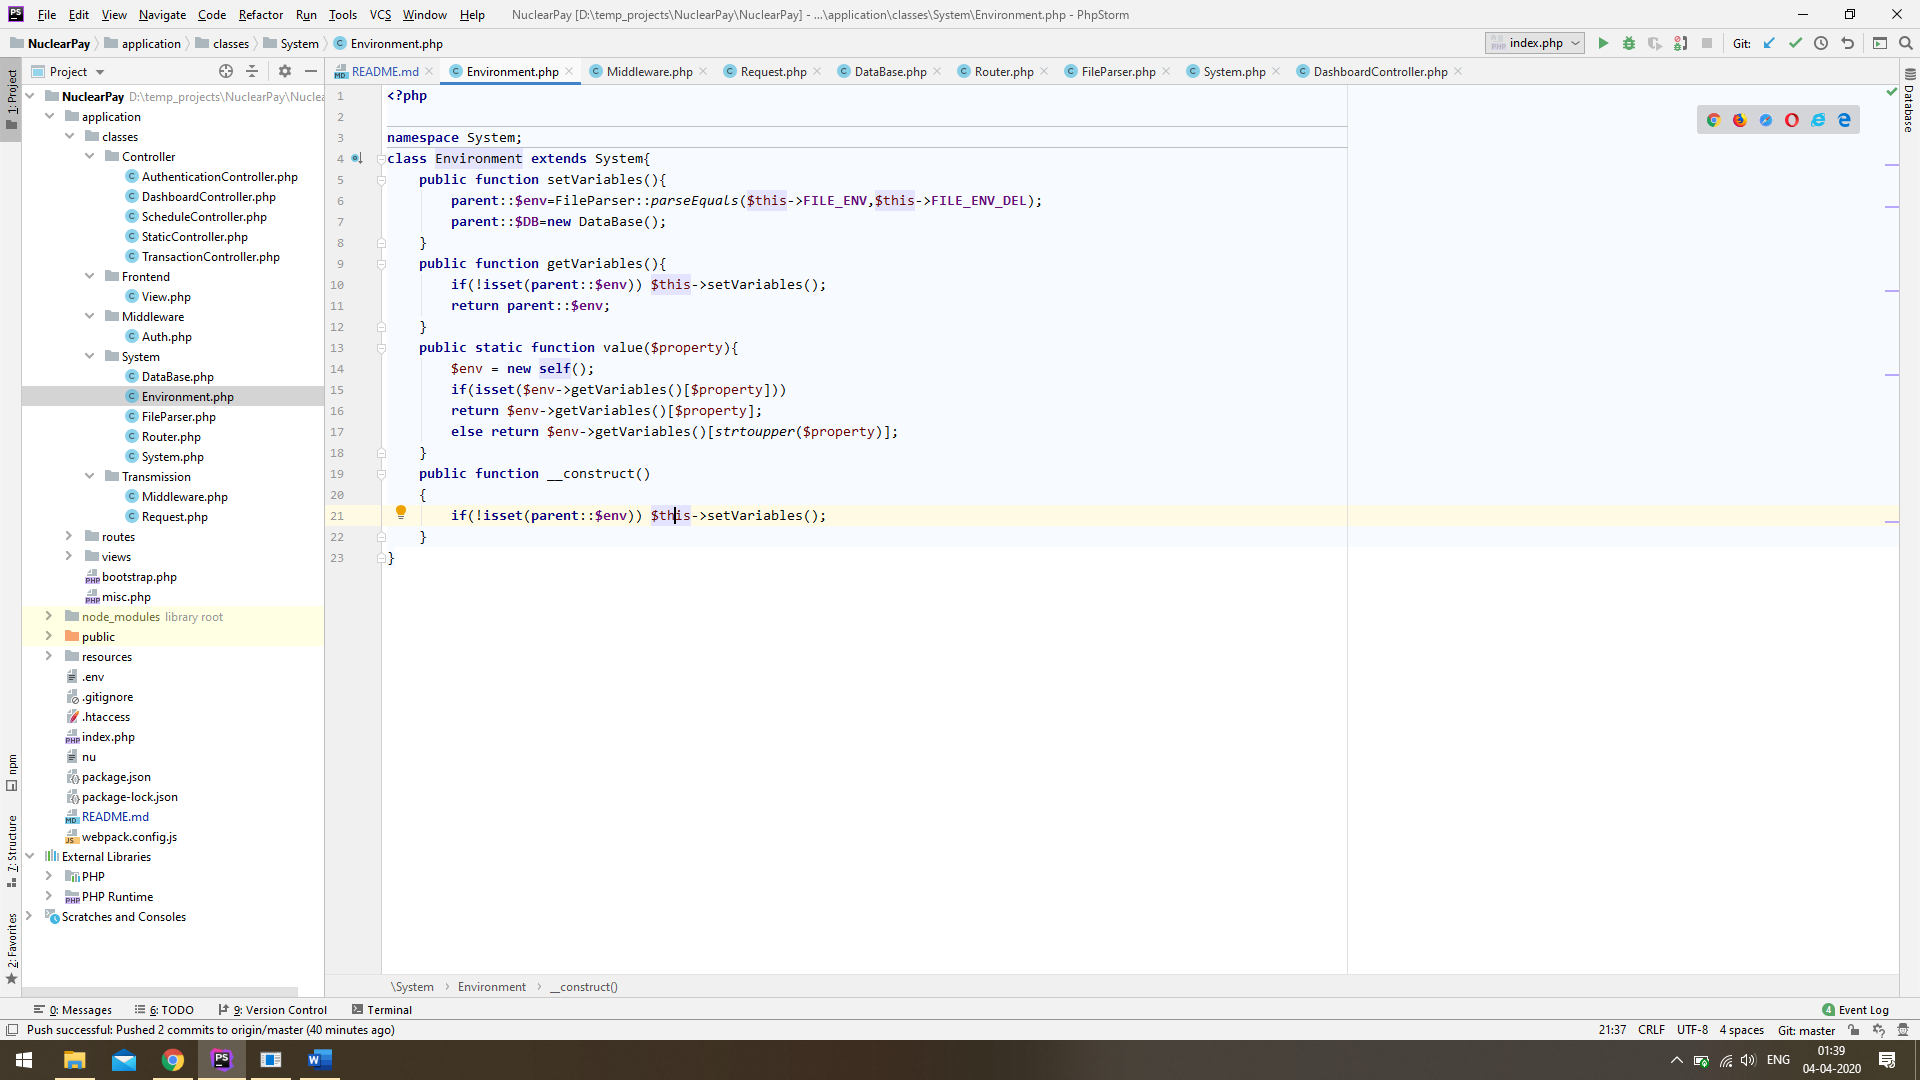 File Edit View Navigate Code Refactor Run Tools VCS Window Help NuclearPay [D:\temp_projects\NuclearPay\NuclearPay] - ...\application\classes\System\Environment.php - PhpStorm
NuclearPay application classes System Environment.php index.php Git:
Project README.md Environment.php Middleware.php Request.php DataBase.php Router.php FileParser.php System.php DashboardController.php
1: Project
Database
NuclearPay D:\temp_projects\NuclearPay\Nuclea
application
classes
Controller
AuthenticationController.php
DashboardController.php
ScheduleController.php
StaticController.php
TransactionController.php
Frontend
View.php
Middleware
Auth.php
System
DataBase.php
Environment.php
FileParser.php
Router.php
System.php
Transmission
Middleware.php
Request.php
routes
views
bootstrap.php
misc.php
node_modules library root
public
resources
.env
.gitignore
.htaccess
index.php
nu
package.json
package-lock.json
README.md
webpack.config.js
External Libraries
PHP
PHP Runtime
Scratches and Consoles
npm
7: Structure
2: Favorites
1 <?php
2
3 namespace System;
4 class Environment extends System{
5 public function setVariables(){
6 parent::$env=FileParser::parseEquals($this->FILE_ENV,$this->FILE_ENV_DEL);
7 parent::$DB=new DataBase();
8 }
9 public function getVariables(){
10 if(!isset(parent::$env)) $this->setVariables();
11 return parent::$env;
12 }
13 public static function value($property){
14 $env = new self();
15 if(isset($env->getVariables()[$property]))
16 return $env->getVariables()[$property];
17 else return $env->getVariables()[strtoupper($property)];
18 }
19 public function __construct()
20 {
21 if(!isset(parent::$env)) $this->setVariables();
22 }
23 }
\System Environment __construct()
0: Messages 6: TODO 9: Version Control Terminal 4 Event Log
Push successful: Pushed 2 commits to origin/master (40 minutes ago) 21:37 CRLF UTF-8 4 spaces Git: master
ENG 01:39
04-04-2020